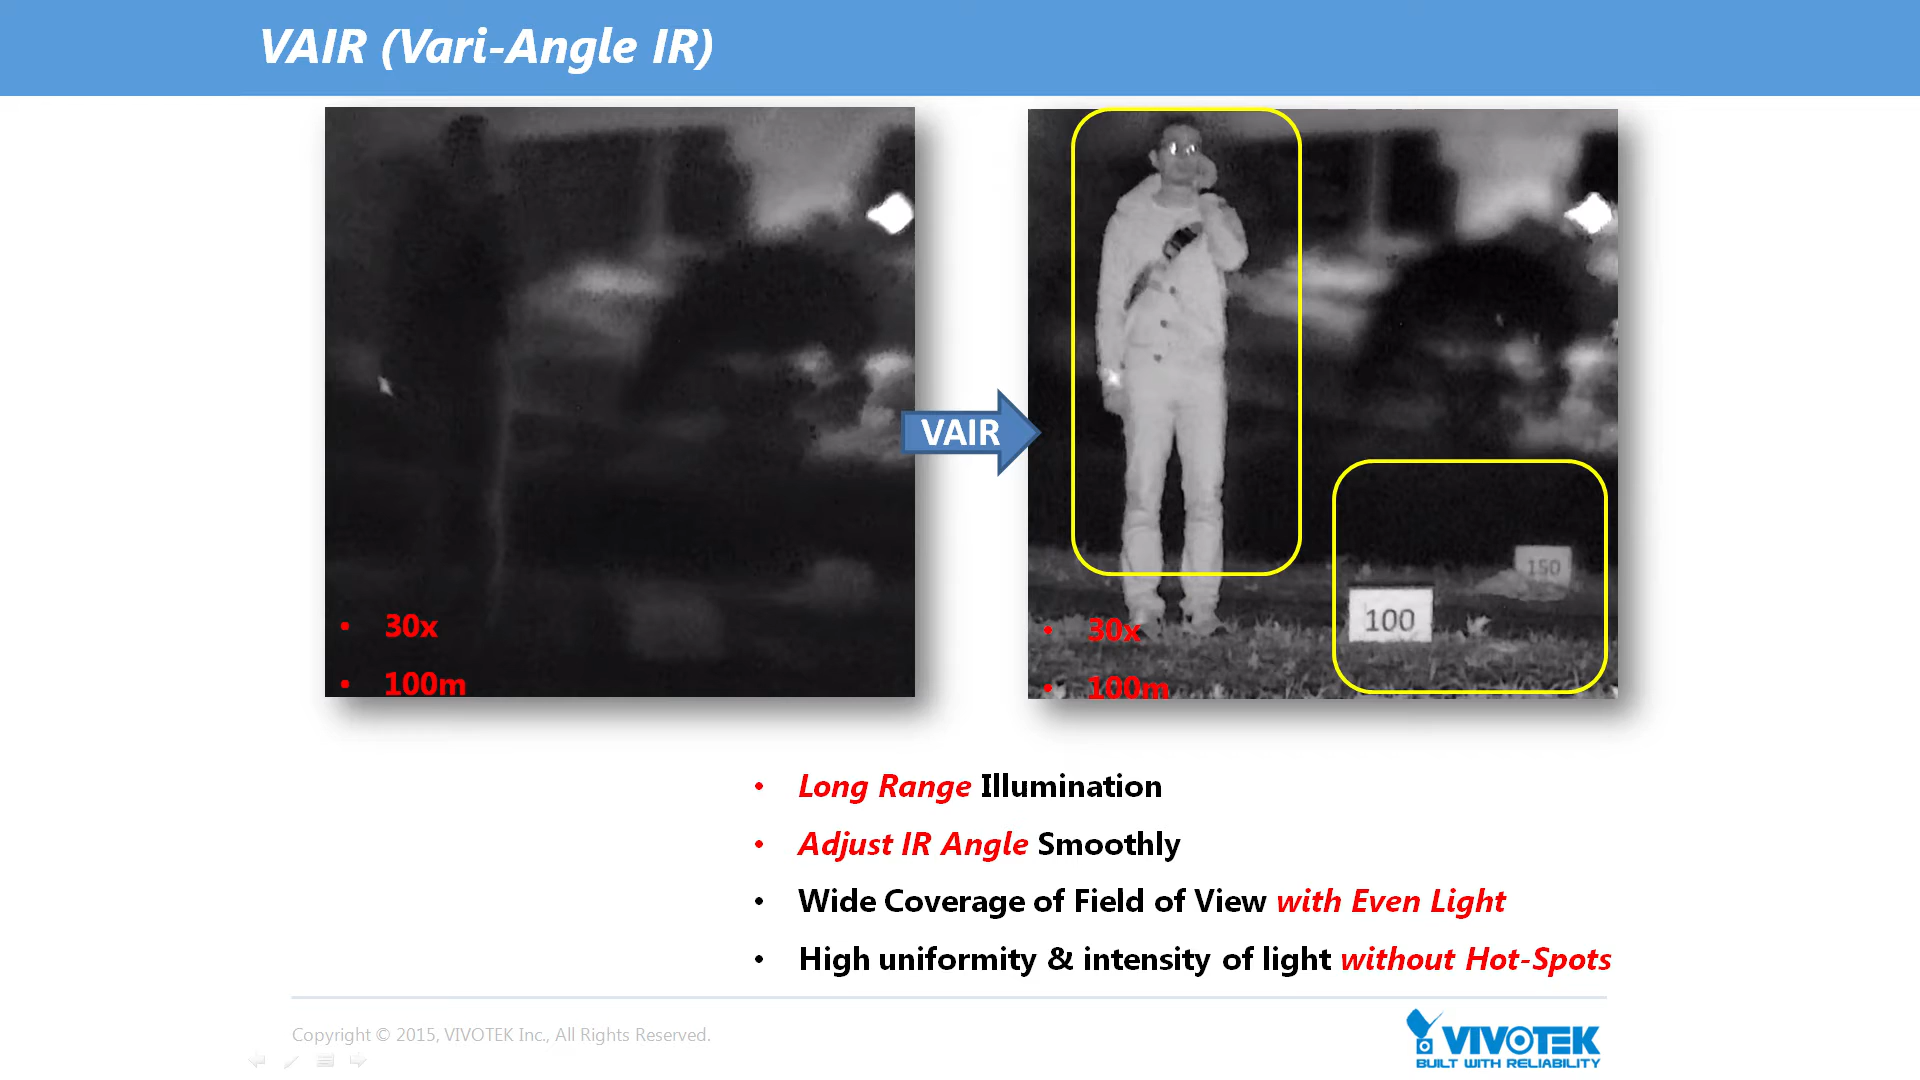 VAIR (Vari-Angle IR)
• 30x
• 100m
VAIR
• 30x
• 100m
100
150
• Long Range Illumination
• Adjust IR Angle Smoothly
• Wide Coverage of Field of View with Even Light
• High uniformity & intensity of light without Hot-Spots
Copyright © 2015, VIVOTEK Inc., All Rights Reserved.
VIVOTEK
BUILT WITH RELIABILITY